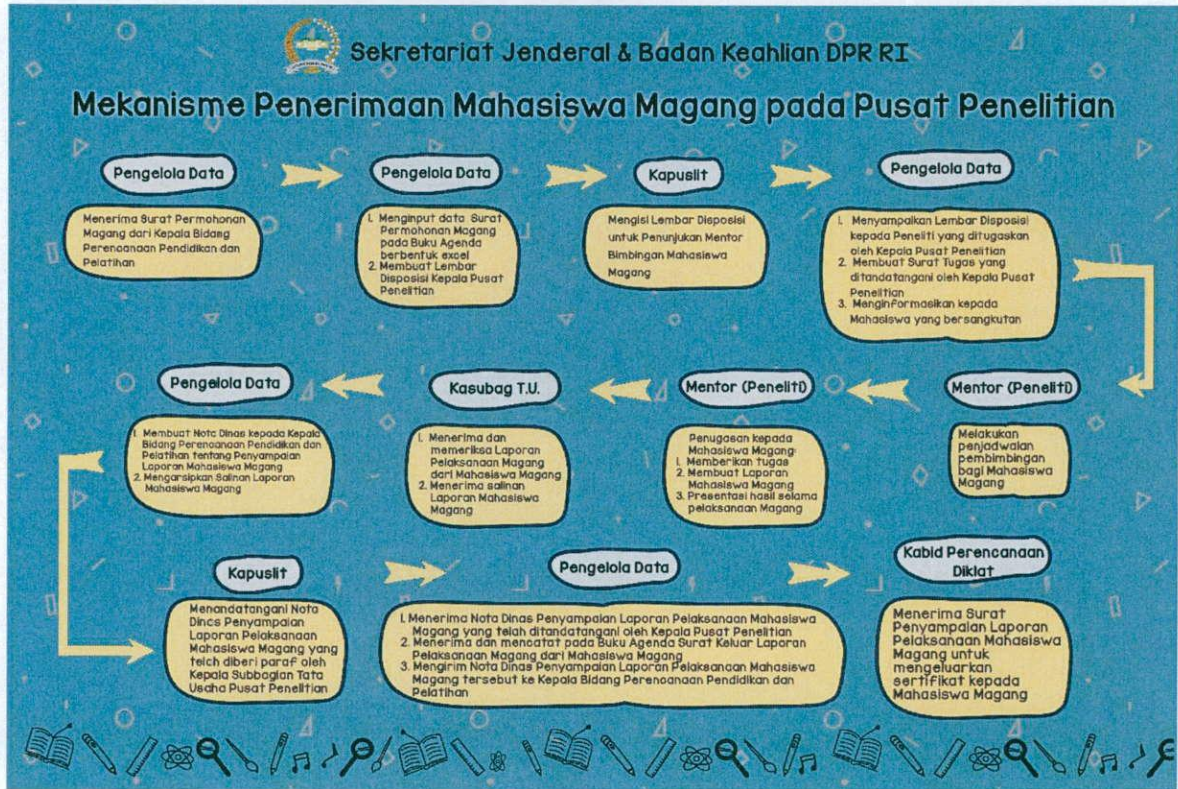 Sekretariat Jenderal & Badan Keahlian DPR RI
Mekanisme Penerimaan Mahasiswa Magang pada Pusat Penelitian
Pengelola Data
Menerima Surat Permohonan
Magang dari Kepala Bidang
Perencanaan Pendidikan dan
Pelatihan
Pengelola Data
1. Menginput data Surat
Permohonan Magang
pada Buku Agenda
berbentuk excel
2. Membuat Lembar
Disposisi Kepala Pusat
Penelitian
Kapuslit
Mengisi Lembar Disposisi
untuk Penunjukan Mentor
Bimbingan Mahasiswa
Magang
Pengelola Data
1. Menyampaikan Lembar Disposisi
kepada Peneliti yang ditugaskan
oleh Kepala Pusat Penelitian
2. Membuat Surat Tugas yang
ditandatangani oleh Kepala Pusat
Penelitian
3. Menginformasikan kepada
Mahasiswa yang bersangkutan
Mentor (Peneliti)
Melakukan
penjadwalan
pembimbingan
bagi Mahasiswa
Magang
Mentor (Peneliti)
Penugasan kepada
Mahasiswa Magang:
1. Memberikan tugas
2. Membuat Laporan
Mahasiswa Magang
3. Presentasi hasil selama
pelaksanaan Magang
Kasubag T.U.
1. Menerima dan
memeriksa Laporan
Pelaksanaan Magang
dari Mahasiswa Magang
2. Menerima salinan
Laporan Mahasiswa
Magang
Pengelola Data
1. Membuat Nota Dinas kepada Kepala
Bidang Perencanaan Pendidikan dan
Pelatihan tentang Penyampaian
Laporan Mahasiswa Magang
2. Mengarsipkan Salinan Laporan
Mahasiswa Magang
Kapuslit
Menandatangani Nota
Dinas Penyampaian
Laporan Pelaksanaan
Mahasiswa Magang yang
telah diberi paraf oleh
Kepala Subbagian Tata
Usaha Pusat Penelitian
Pengelola Data
1. Menerima Nota Dinas Penyampaian Laporan Pelaksanaan Mahasiswa
Magang yang telah ditandatangani oleh Kepala Pusat Penelitian
2. Menerima dan mencatat pada Buku Agenda Surat Keluar Laporan
Pelaksanaan Magang dari Mahasiswa Magang
3. Mengirim Nota Dinas Penyampaian Laporan Pelaksanaan Mahasiswa
Magang tersebut ke Kepala Bidang Perencanaan Pendidikan dan
Pelatihan
Kabid Perencanaan
Diklat
Menerima Surat
Penyampaian Laporan
Pelaksanaan Mahasiswa
Magang untuk
mengeluarkan
sertifikat kepada
Mahasiswa Magang